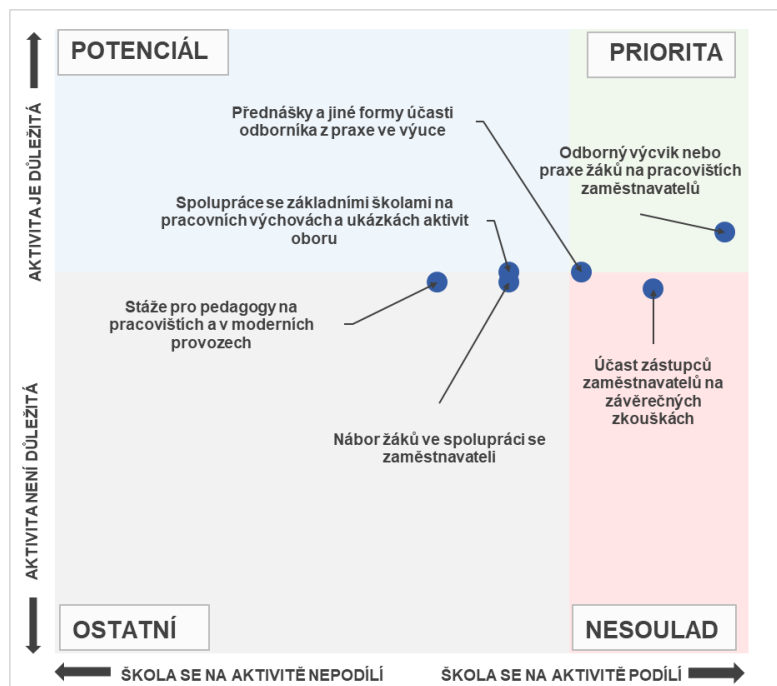 POTENCIÁL
PRIORITA
Přednášky a jiné formy účasti
odborníka z praxe ve výuce
Odborný výcvik nebo
praxe žáků na pracovištích
zaměstnavatelů
Spolupráce se základními školami na
pracovních výchovách a ukázkách aktivit
oboru
Stáže pro pedagogy na
pracovištích a v moderních
provozech
Účast zástupců
zaměstnavatelů na
závěrečných
zkouškách
Nábor žáků ve spolupráci se
zaměstnavateli
OSTATNÍ
NESOULAD
AKTIVITA JE DŮLEŽITÁ
AKTIVITA NENÍ DŮLEŽITÁ
ŠKOLA SE NA AKTIVITĚ NEPODÍLÍ
ŠKOLA SE NA AKTIVITĚ PODÍLÍ